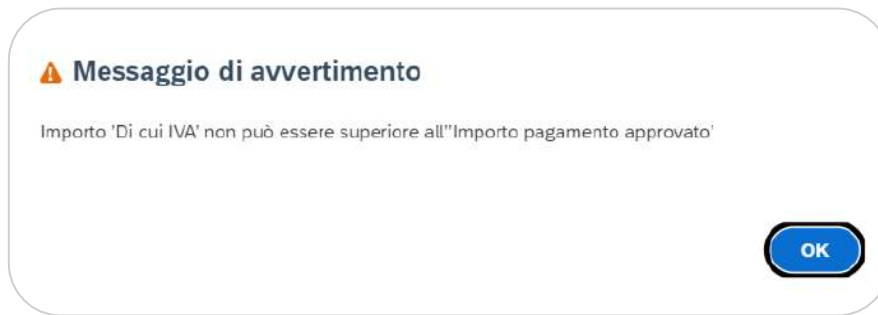 Messaggio di avvertimento
Importo 'Di cui IVA' non può essere superiore all''Importo pagamento approvato'
OK